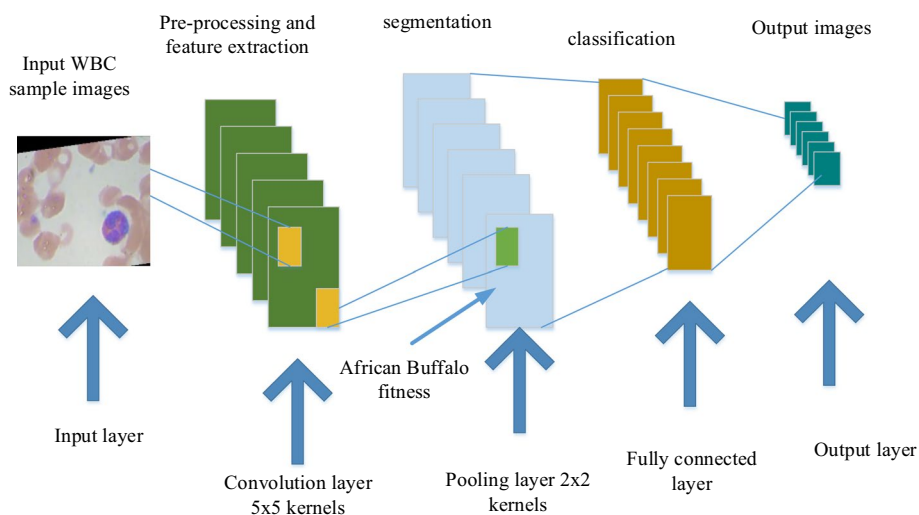 Input WBC
sample images
Pre-processing and
feature extraction
segmentation
classification
Output images
African Buffalo
fitness
Input layer
Convolution layer
5x5 kernels
Pooling layer 2x2
kernels
Fully connected
layer
Output layer